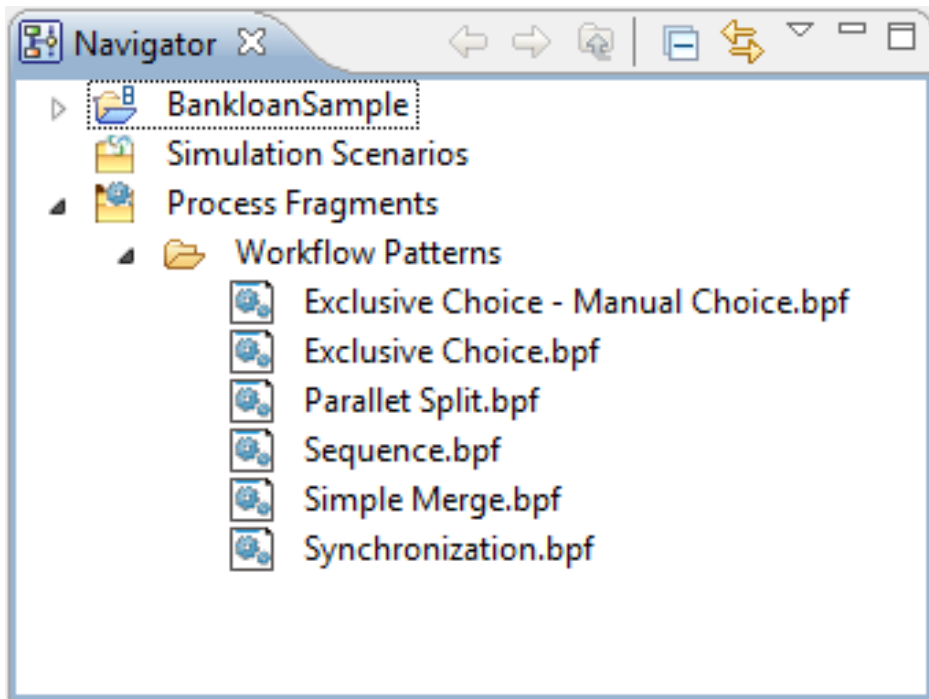 Navigator
BankloanSample
Simulation Scenarios
Process Fragments
Workflow Patterns
Exclusive Choice - Manual Choice.bpf
Exclusive Choice.bpf
Parallet Split.bpf
Sequence.bpf
Simple Merge.bpf
Synchronization.bpf